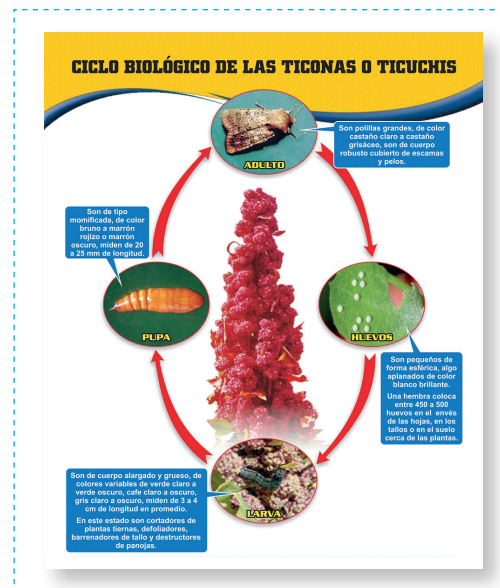 CICLO BIOLÓGICO DE LAS TICONAS O TICUCHIS
ADULTO
Son polillas grandes, de color
castaño claro a castaño
grisáceo, son de cuerpo
robusto cubierto de escamas
y pelos.
Son de tipo
momificada, de color
bruno a marrón
rojizo o marrón
oscuro, miden de 20
a 25 mm de longitud.
PUPA
HUEVOS
Son pequeños de
forma esférica, algo
aplanados de color
blanco brillante.
Una hembra coloca
entre 450 a 500
huevos en el envés
de las hojas, en los
tallos o en el suelo
cerca de las plantas.
Son de cuerpo alargado y grueso, de
colores variables de verde claro a
verde oscuro, cafe claro a oscuro,
gris claro a oscuro, miden de 3 a 4
cm de longitud en promedio.
En este estado son cortadores de
plantas tiernas, defoliadores,
barrenadores de tallo y destructores
de panojas.
LARVA